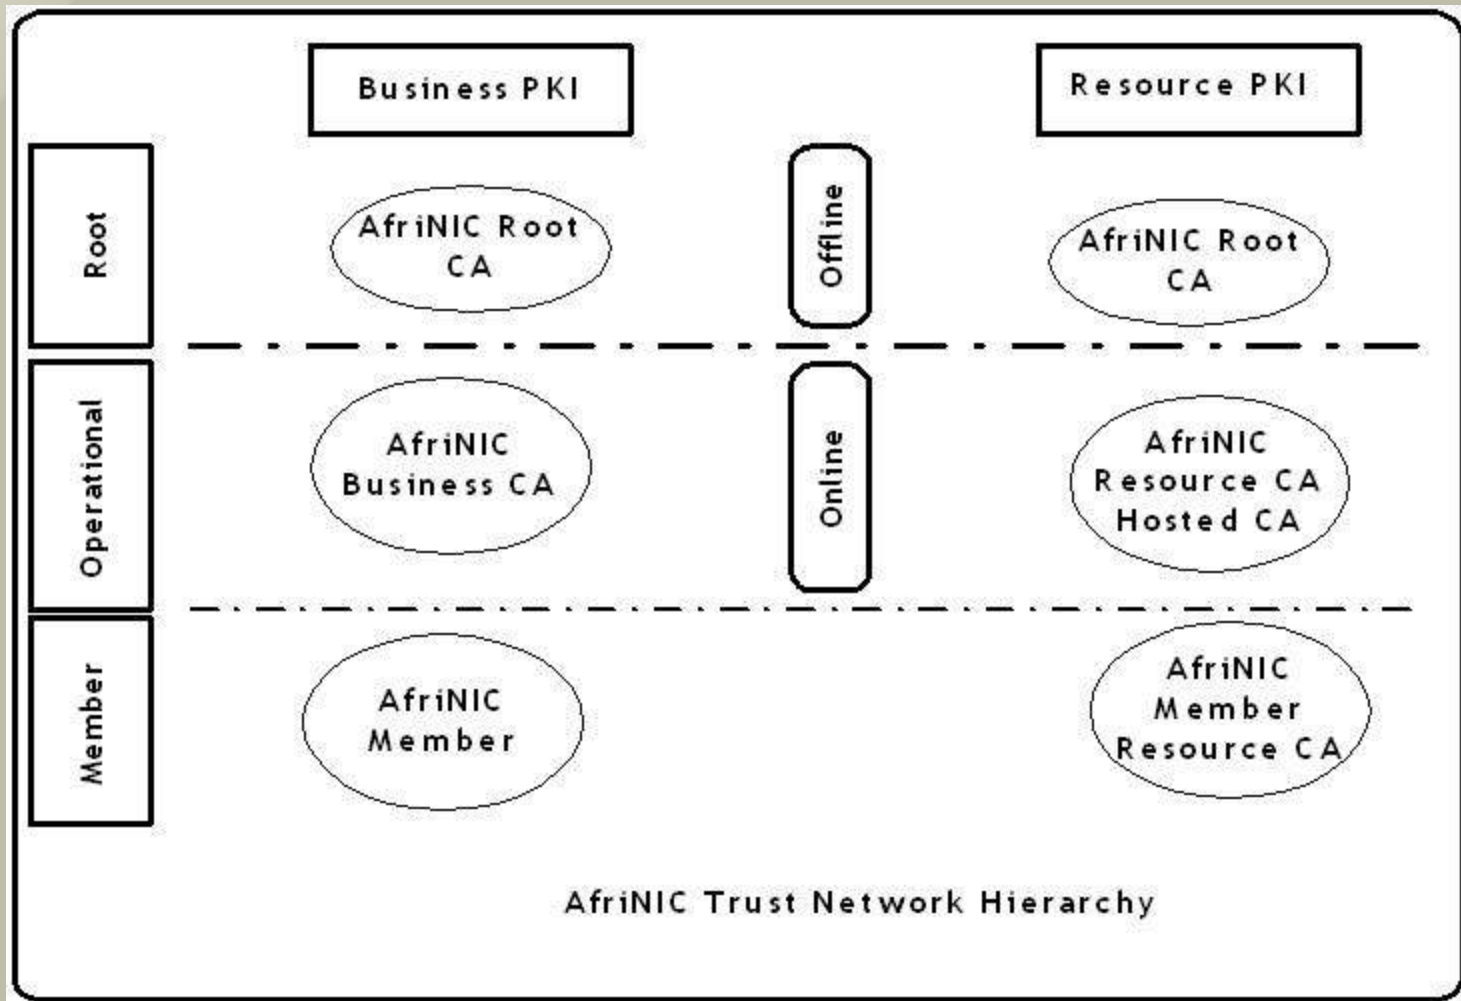 Business PKI
Resource PKI
Root
AfriNIC Root
CA
Offline
AfriNIC Root
CA
Operational
AfriNIC
Business CA
Online
AfriNIC
Resource CA
Hosted CA
Member
AfriNIC
Member
AfriNIC
Member
Resource CA
AfriNIC Trust Network Hierarchy